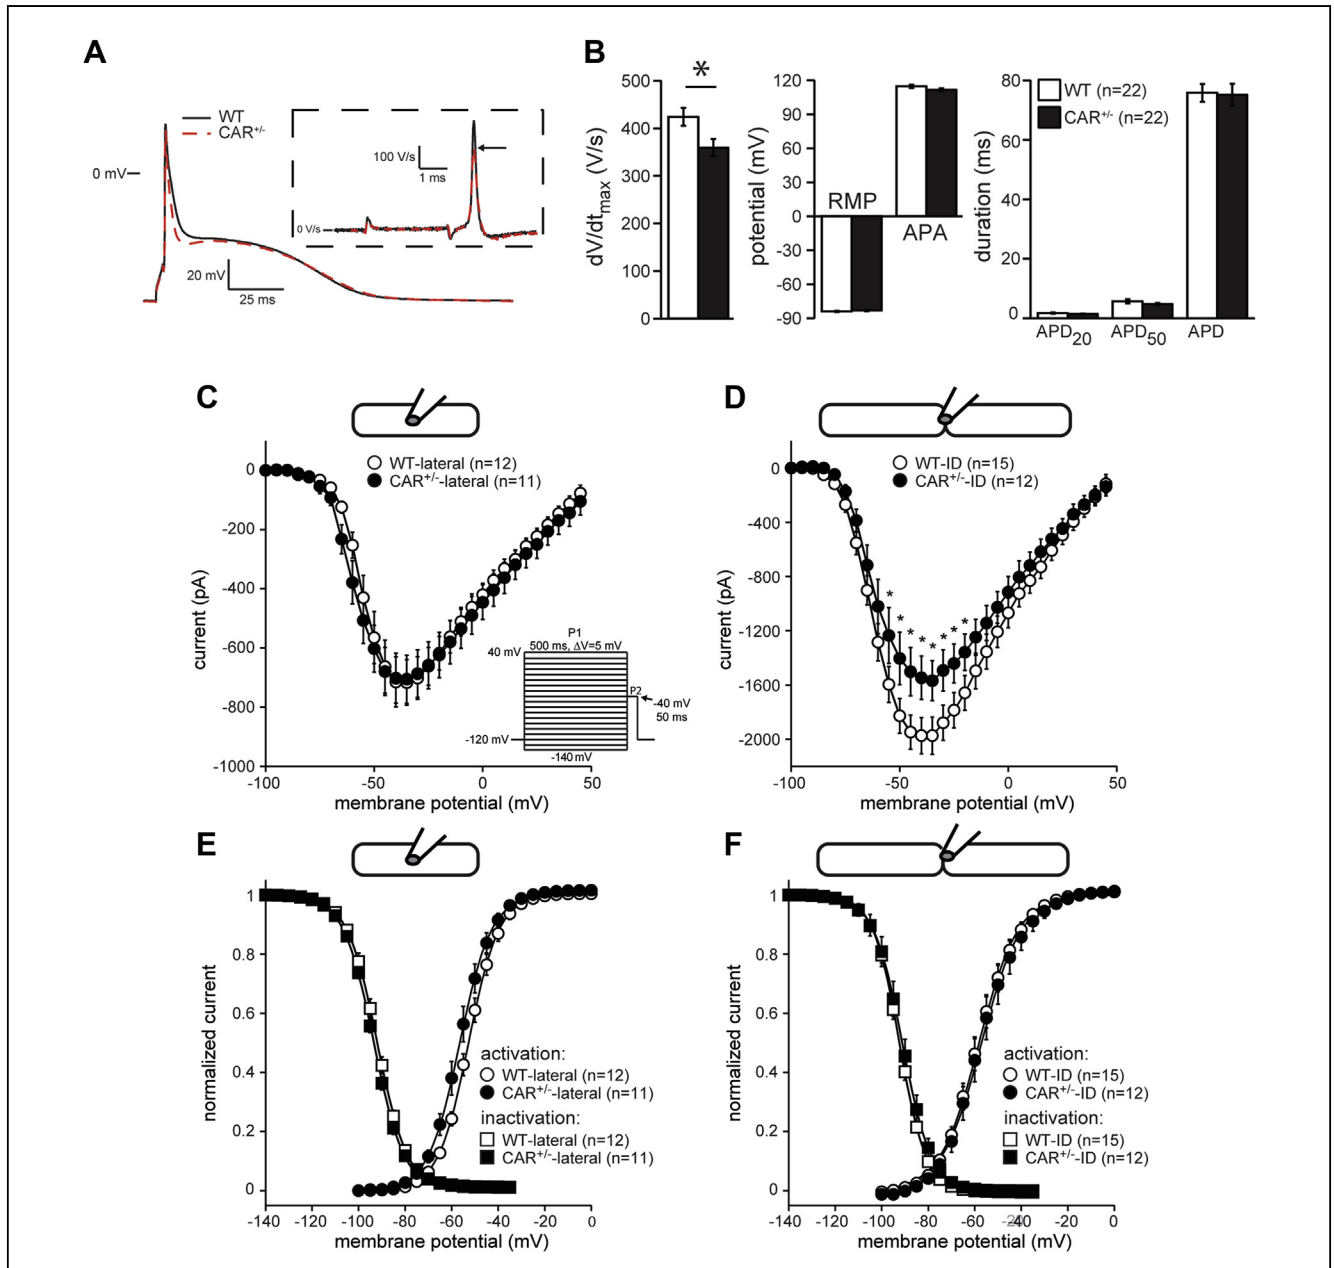 A
WT
CAR+/-
0 mV
100 V/s
1 ms
0 V/s
20 mV
25 ms
B
*
dV/dtmax (V/s)
500
400
300
200
100
0
potential (mV)
120
90
60
30
0
-30
-60
-90
RMP
APA
duration (ms)
80
60
40
20
0
WT (n=22)
CAR+/- (n=22)
APD20
APD50
APD
C
WT-lateral (n=12)
CAR+/--lateral (n=11)
current (pA)
0
-200
-400
-600
-800
-1000
-100
-50
0
50
membrane potential (mV)
P1
500 ms, ΔV=5 mV
40 mV
P2
-40 mV
50 ms
-120 mV
-140 mV
D
WT-ID (n=15)
CAR+/--ID (n=12)
current (pA)
0
-400
-800
-1200
-1600
-2000
* * * * * * * *
-100
-50
0
50
membrane potential (mV)
E
normalized current
1
0.8
0.6
0.4
0.2
0
activation:
WT-lateral (n=12)
CAR+/--lateral (n=11)
inactivation:
WT-lateral (n=12)
CAR+/--lateral (n=11)
-140 -120 -100 -80 -60 -40 -20 0
membrane potential (mV)
F
normalized current
1
0.8
0.6
0.4
0.2
0
activation:
WT-ID (n=15)
CAR+/--ID (n=12)
inactivation:
WT-ID (n=15)
CAR+/--ID (n=12)
-140 -120 -100 -80 -60 -40 -20 0
membrane potential (mV)